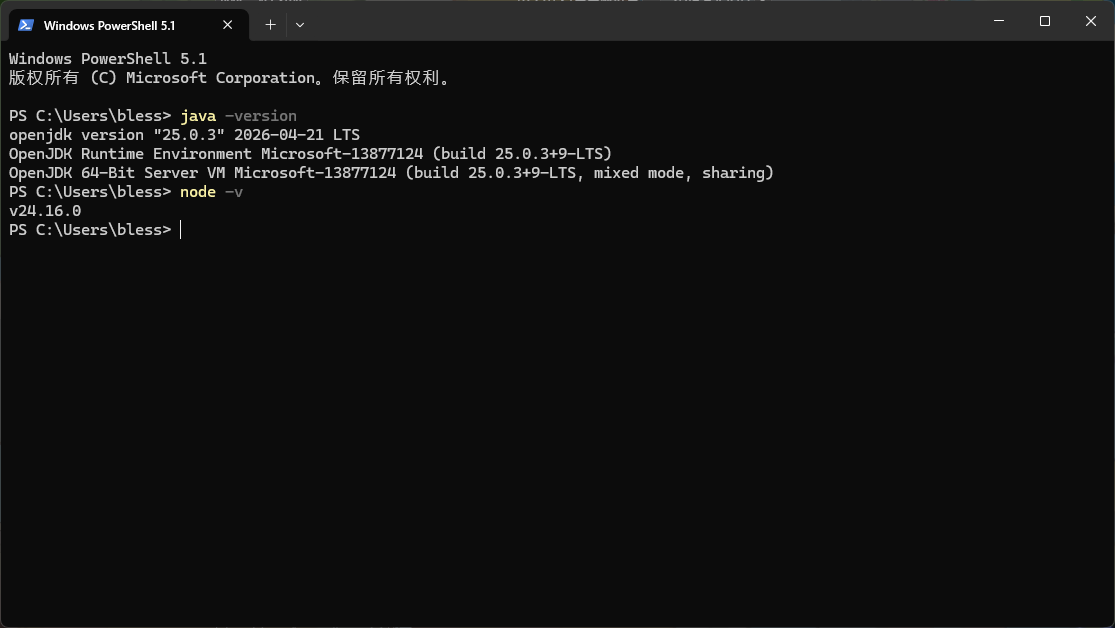 Windows PowerShell 5.1
Windows PowerShell 5.1
版权所有 (C) Microsoft Corporation。保留所有权利。
PS C:\Users\bless> java -version
openjdk version "25.0.3" 2026-04-21 LTS
OpenJDK Runtime Environment Microsoft-13877124 (build 25.0.3+9-LTS)
OpenJDK 64-Bit Server VM Microsoft-13877124 (build 25.0.3+9-LTS, mixed mode, sharing)
PS C:\Users\bless> node -v
v24.16.0
PS C:\Users\bless>